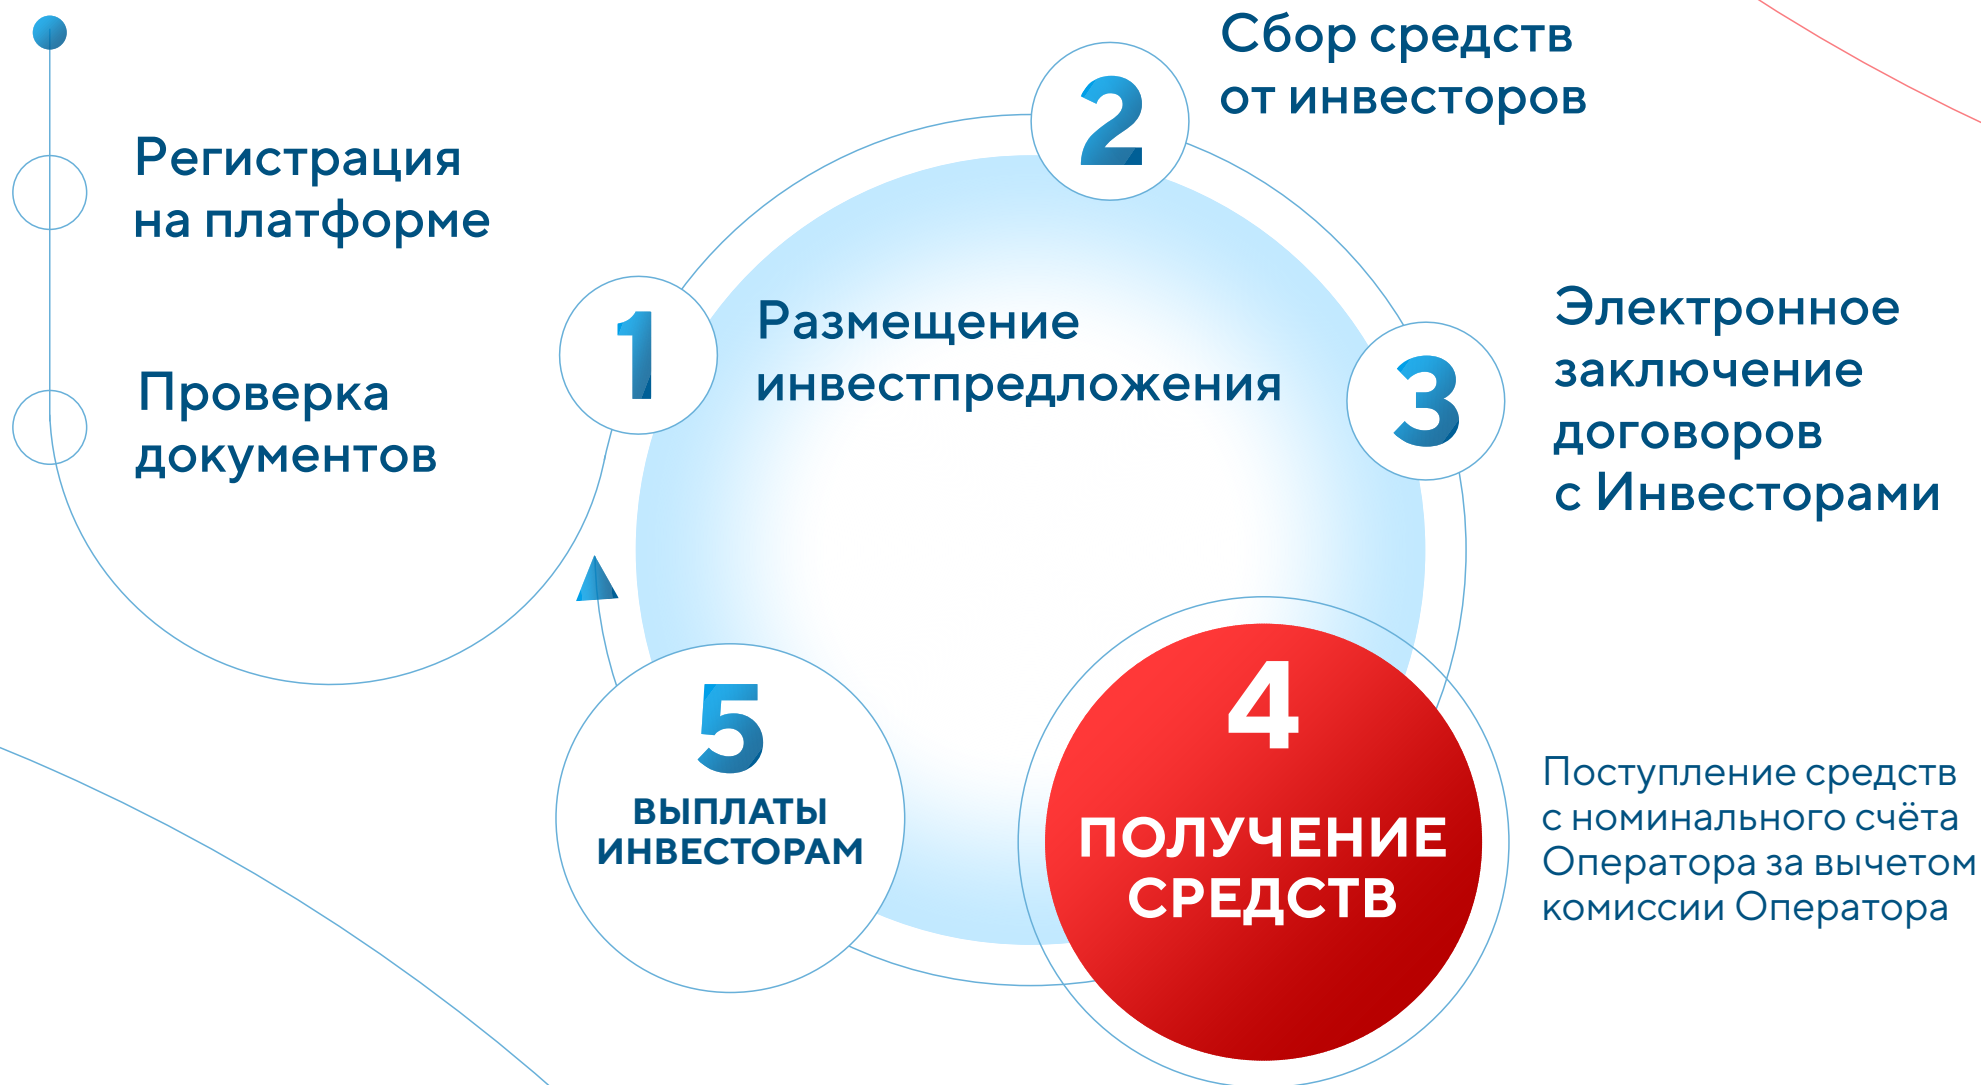 Регистрация
на платформе
Проверка
документов
1
Размещение
инвестпредложения
2
Сбор средств
от инвесторов
3
Электронное
заключение
договоров
с Инвесторами
4
ПОЛУЧЕНИЕ
СРЕДСТВ
Поступление средств
с номинального счёта
Оператора за вычетом
комиссии Оператора
5
ВЫПЛАТЫ
ИНВЕСТОРАМ